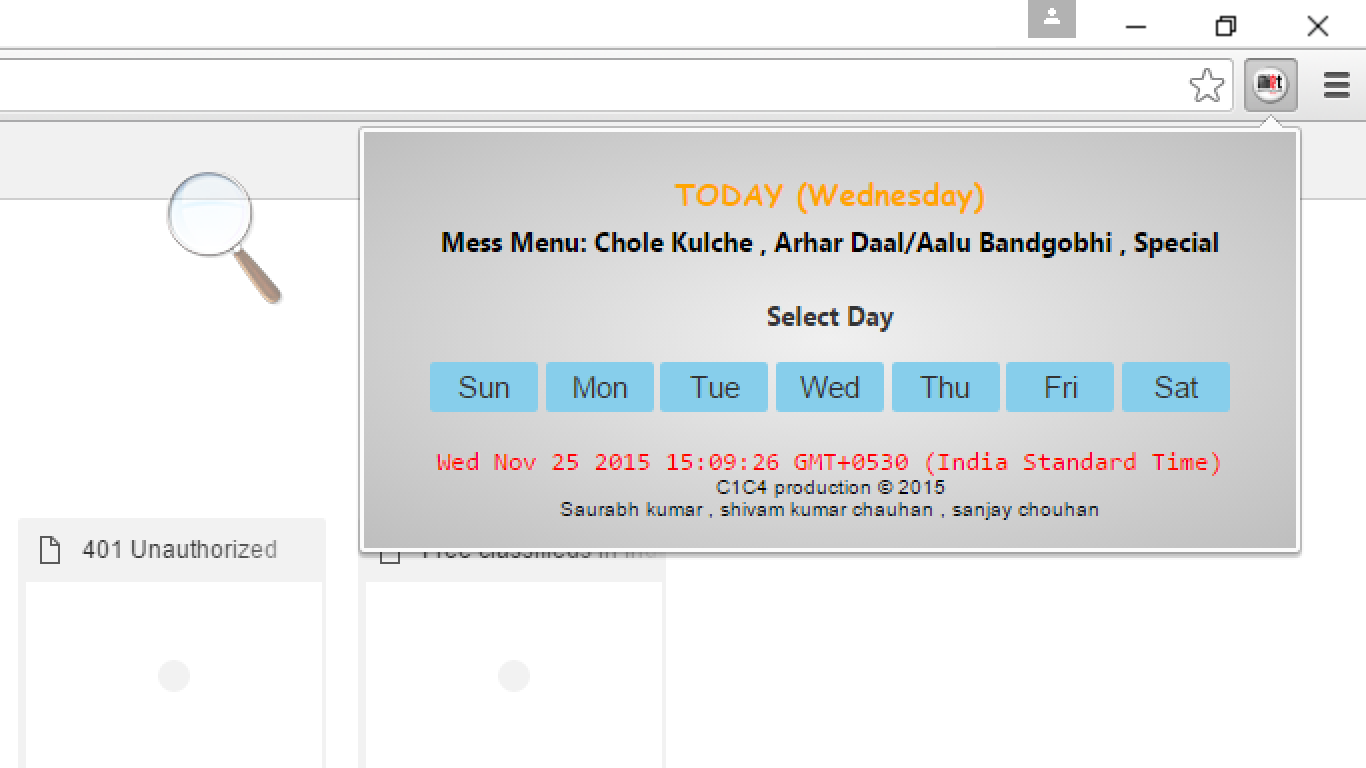 TODAY (Wednesday)
Mess Menu: Chole Kulche , Arhar Daal/Aalu Bandgobhi , Special
Select Day
Sun Mon Tue Wed Thu Fri Sat
Wed Nov 25 2015 15:09:26 GMT+0530 (India Standard Time)
C1C4 production © 2015
Saurabh kumar , shivam kumar chauhan , sanjay chouhan
401 Unauthorized
Free classifieds in